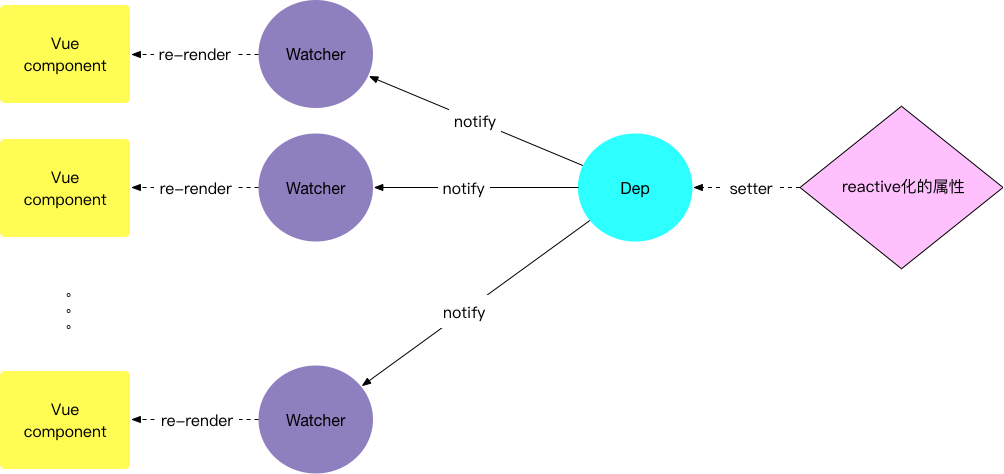 Vue
component
re-render
Watcher
notify
Vue
component
re-render
Watcher
notify
Dep
setter
reactive化的属性
notify
Vue
component
re-render
Watcher